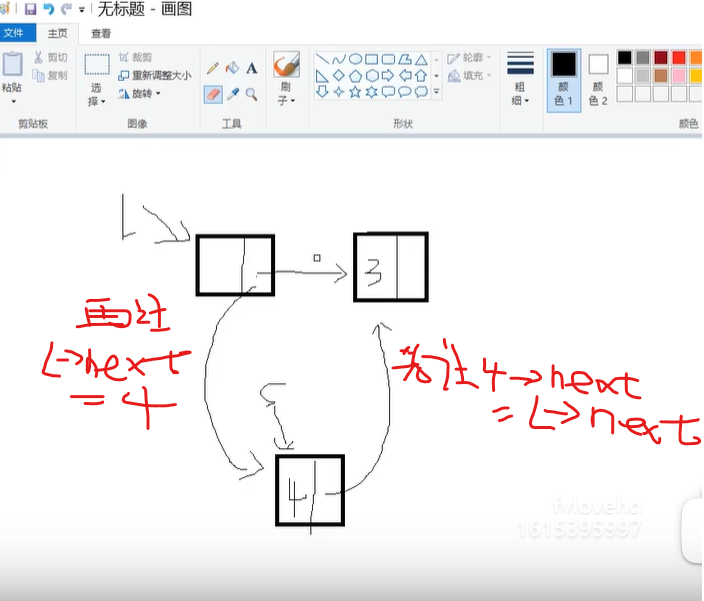 无标题 - 画图
文件 主页 查看
剪切
复制
粘贴
剪贴板
选择
裁剪
重新调整大小
旋转
图像
A
工具
刷子
形状
轮廓
填充
粗细
颜色 1
颜色 2
颜色
L
3
再让
L->next
= 4
4->next
= L->next
S
4
fvloveha
1615395997